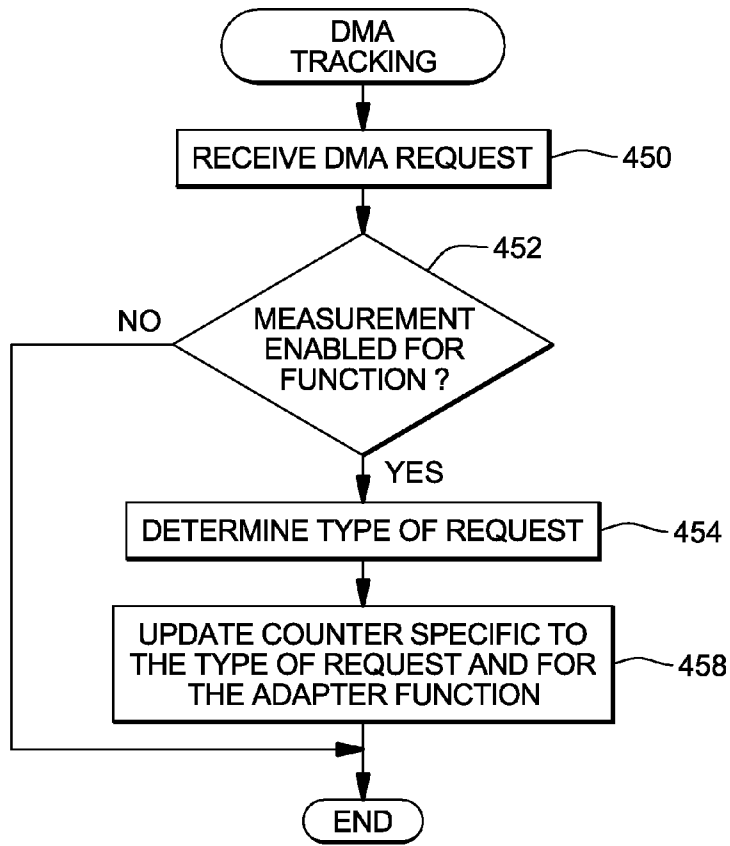 DMA
TRACKING
RECEIVE DMA REQUEST
450
452
NO
MEASUREMENT
ENABLED FOR
FUNCTION ?
YES
DETERMINE TYPE OF REQUEST
454
UPDATE COUNTER SPECIFIC TO
THE TYPE OF REQUEST AND FOR
THE ADAPTER FUNCTION
458
END